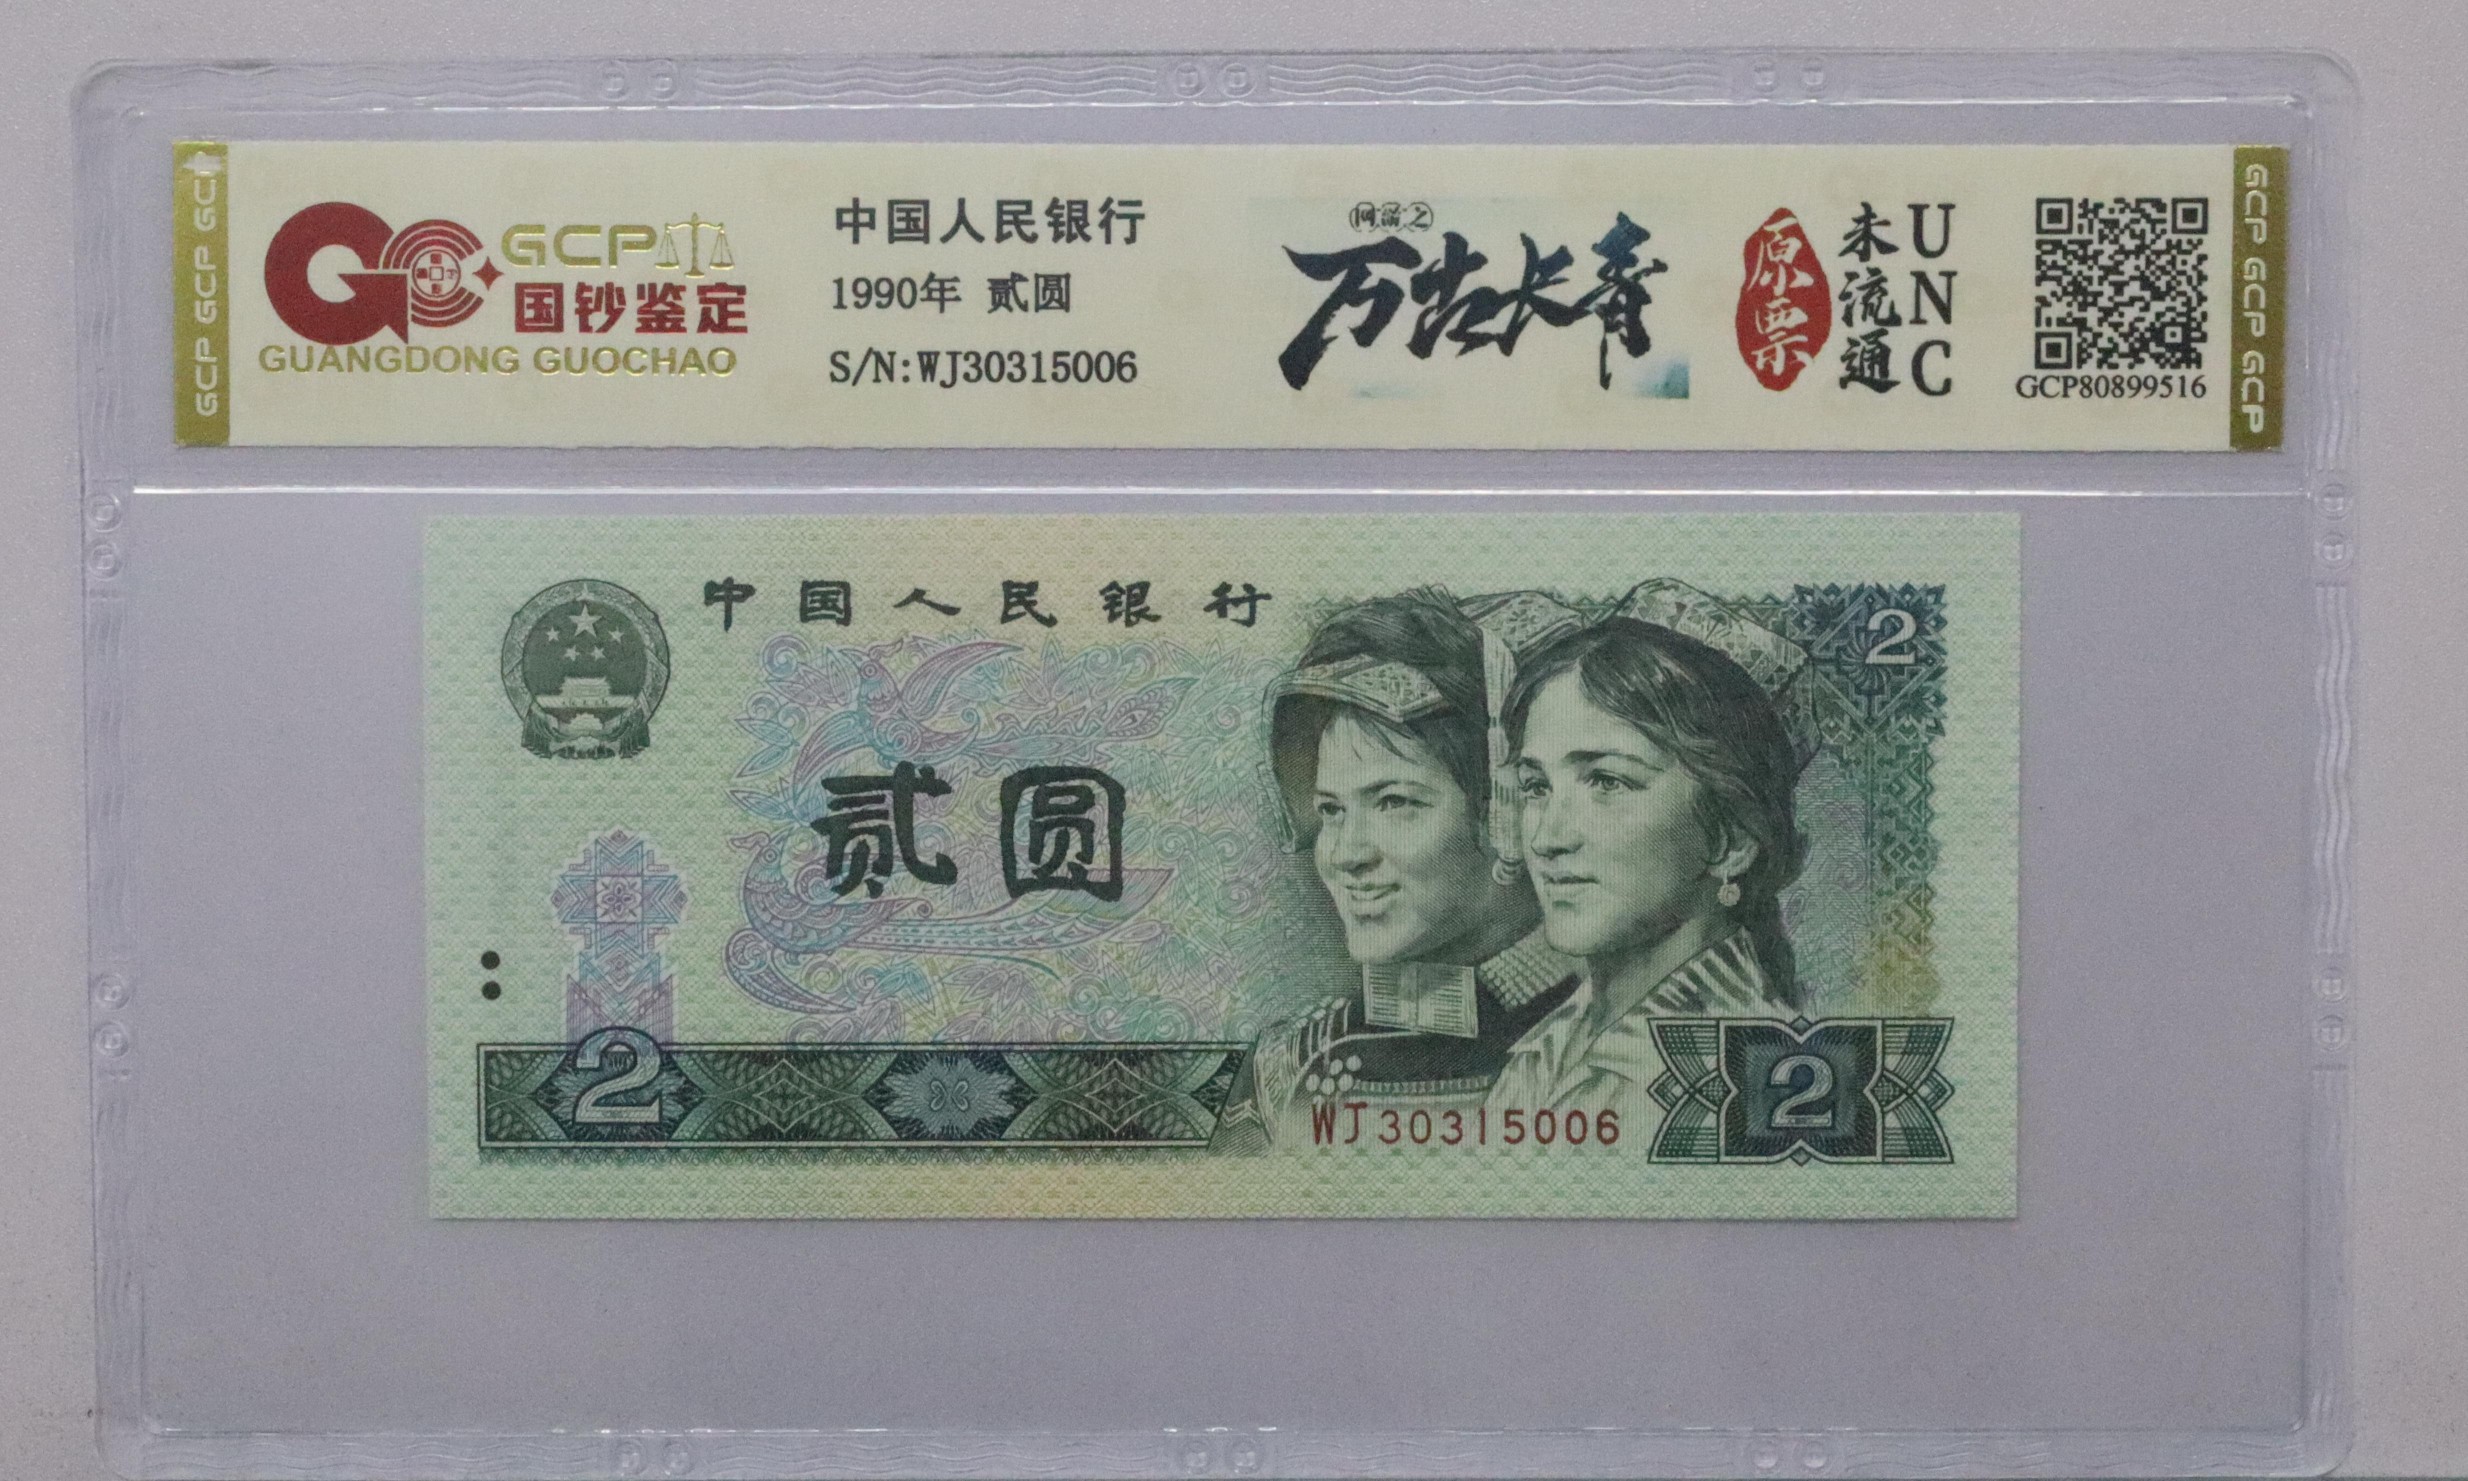 GCP GCP GCP
GCP
国钞鉴定
GUANGDONG GUOCHAO
中国人民银行
1990年 贰圆
S/N:WJ30315006
万古长青
原票
未流通
UNC
GCP80899516
GCP GCP GCP
中国人民银行
2
贰圆
2
WJ30315006
2